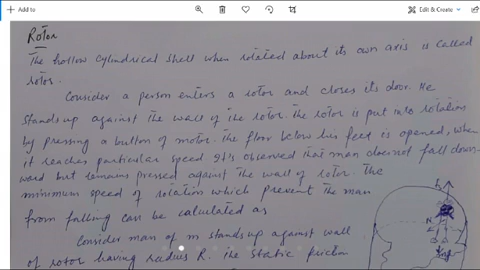 Add to
Edit & Create
Rotor
The hollow cylindrical shell when rotated about its own axis is called
rotor.
Consider a person enters a rotor and closes its door. He
stands up against the wall of the rotor. The rotor is put into rotation
by pressing a button of motor. The floor below his feet is opened, when
it reaches particular speed. It is observed that man doesnot fall down-
ward but remains pressed against the wall of rotor. The
minimum speed of rotation which prevent the man
from falling can be calculated as
Consider man of m stands up against wall
of rotor having radius R. The static friction